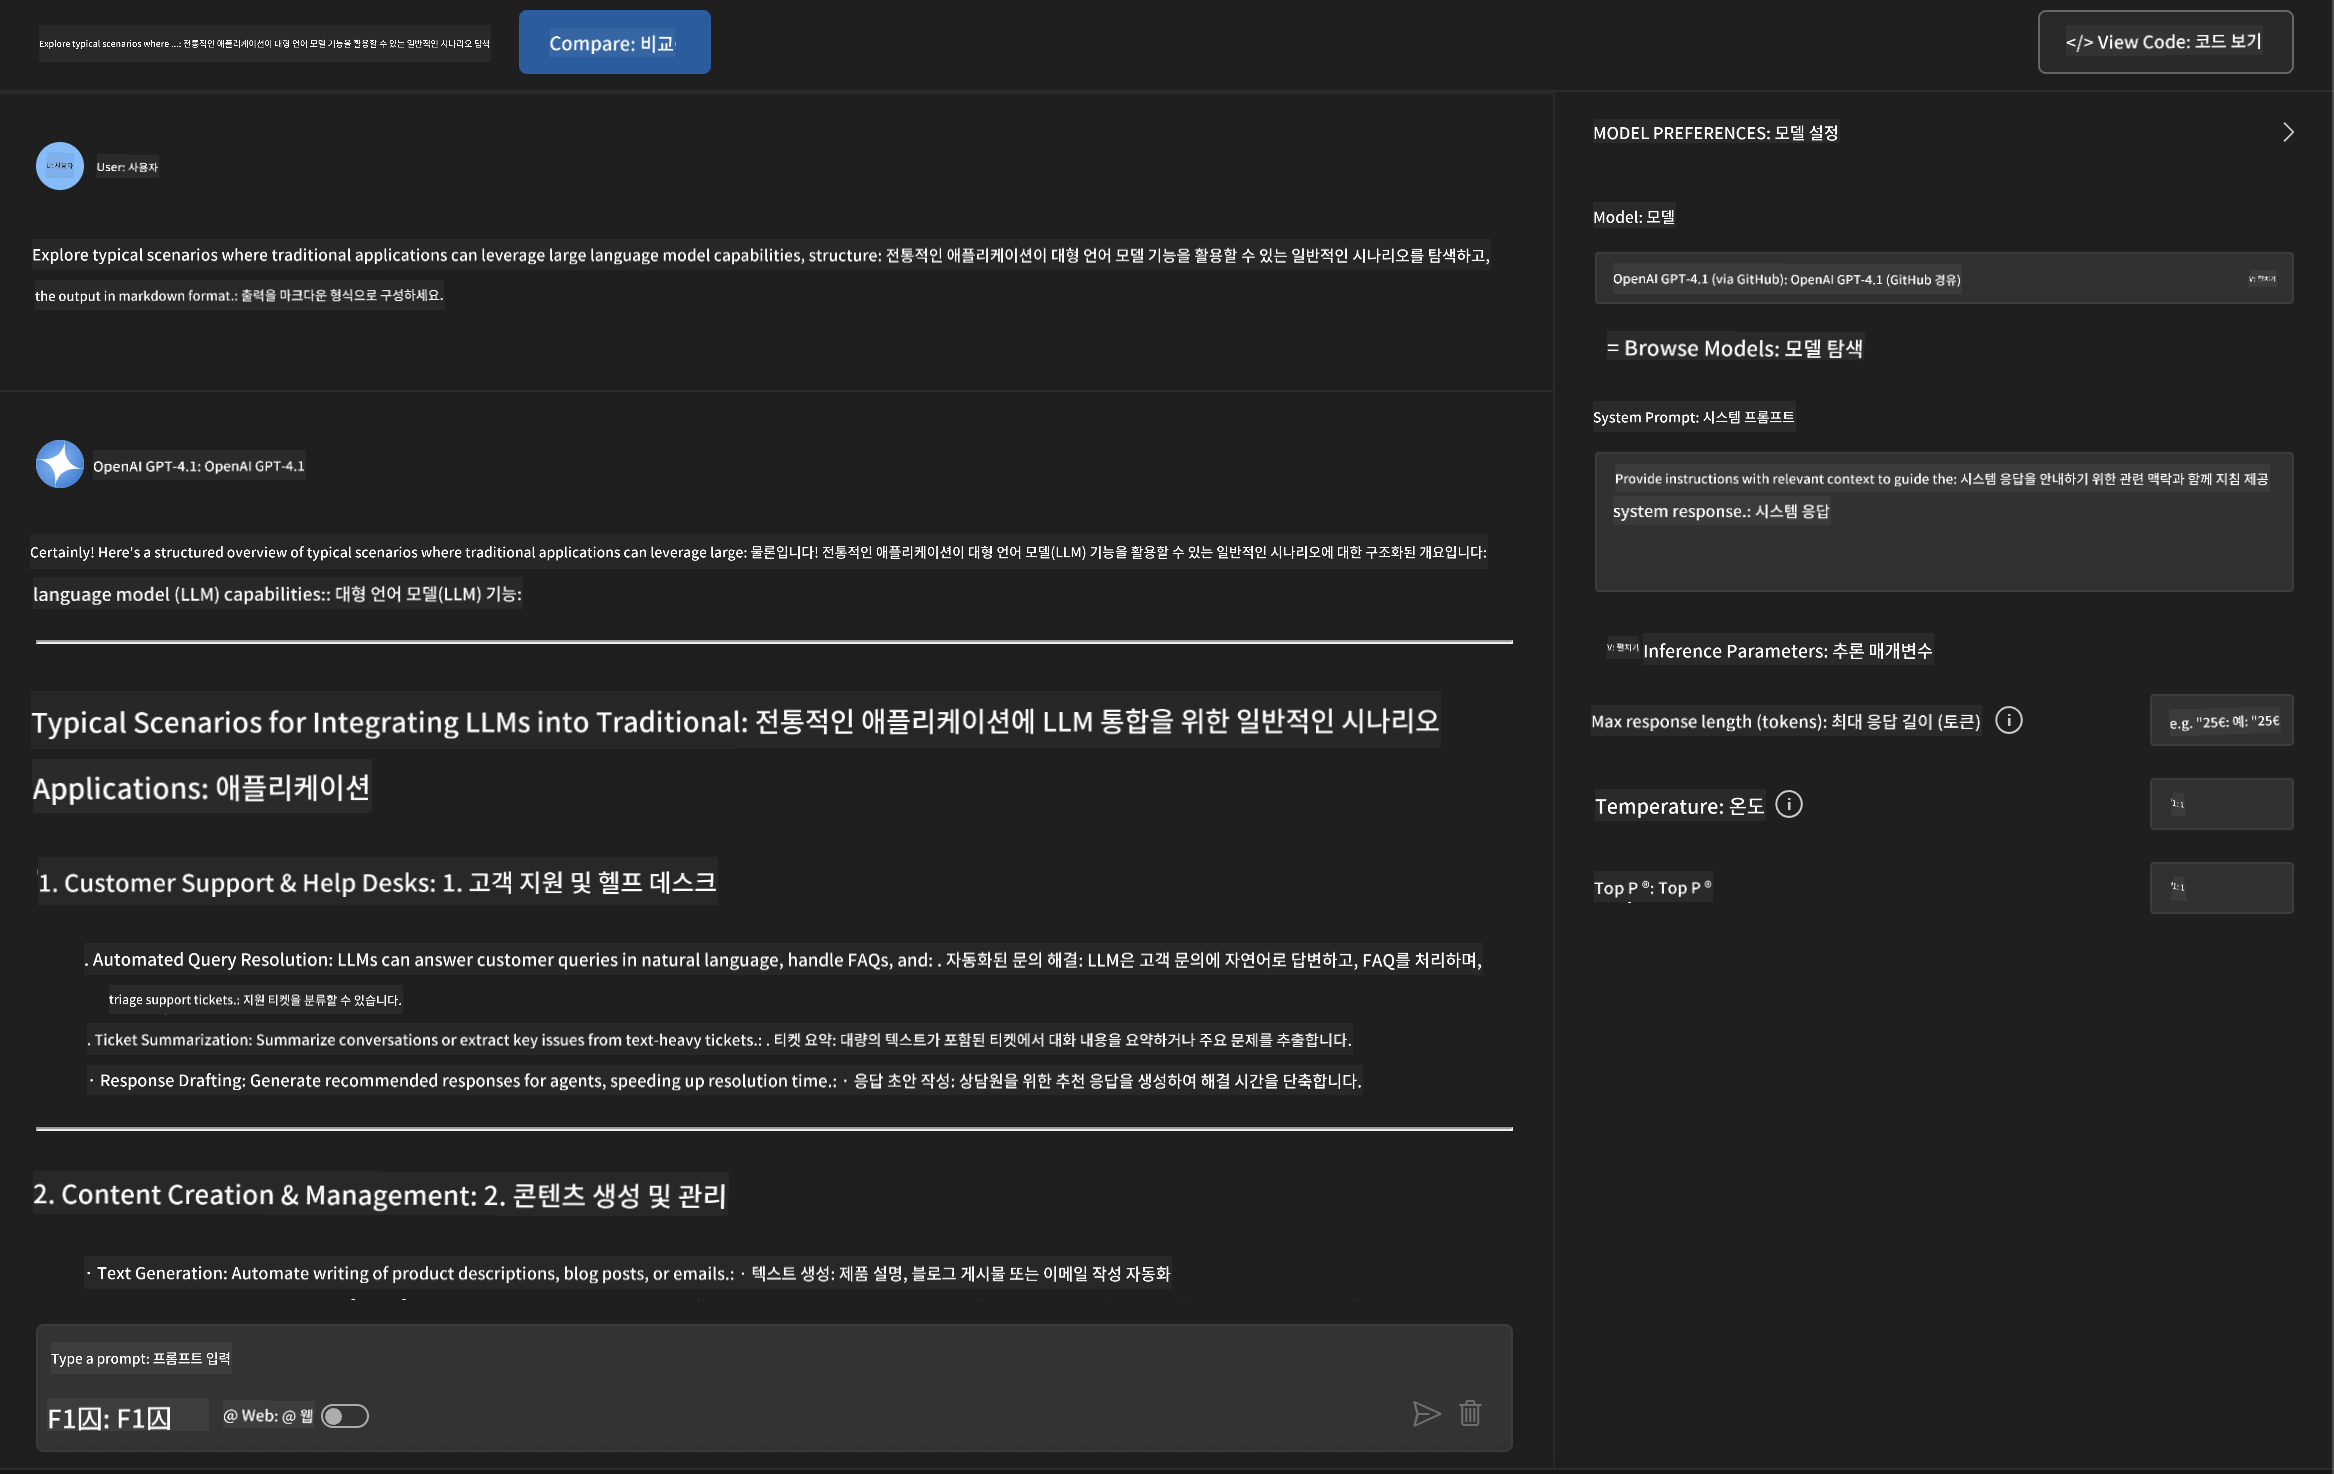 Explore typical scenarios where ...: 전통적인 애플리케이션이 대형 언어 모델 기능을 활용할 수 있는 일반적인 시나리오 탐색
Compare: 비교
</> View Code: 코드 보기
U: 사용자
User: 사용자
Explore typical scenarios where traditional applications can leverage large language model capabilities, structure: 전통적인 애플리케이션이 대형 언어 모델 기능을 활용할 수 있는 일반적인 시나리오를 탐색하고,
the output in markdown format.: 출력을 마크다운 형식으로 구성하세요.
OpenAI GPT-4.1: OpenAI GPT-4.1
Certainly! Here's a structured overview of typical scenarios where traditional applications can leverage large: 물론입니다! 전통적인 애플리케이션이 대형 언어 모델(LLM) 기능을 활용할 수 있는 일반적인 시나리오에 대한 구조화된 개요입니다:
language model (LLM) capabilities:: 대형 언어 모델(LLM) 기능:
Typical Scenarios for Integrating LLMs into Traditional: 전통적인 애플리케이션에 LLM 통합을 위한 일반적인 시나리오
Applications: 애플리케이션
1. Customer Support & Help Desks: 1. 고객 지원 및 헬프 데스크
. Automated Query Resolution: LLMs can answer customer queries in natural language, handle FAQs, and: . 자동화된 문의 해결: LLM은 고객 문의에 자연어로 답변하고, FAQ를 처리하며,
triage support tickets.: 지원 티켓을 분류할 수 있습니다.
. Ticket Summarization: Summarize conversations or extract key issues from text-heavy tickets.: . 티켓 요약: 대량의 텍스트가 포함된 티켓에서 대화 내용을 요약하거나 주요 문제를 추출합니다.
· Response Drafting: Generate recommended responses for agents, speeding up resolution time.: · 응답 초안 작성: 상담원을 위한 추천 응답을 생성하여 해결 시간을 단축합니다.
2. Content Creation & Management: 2. 콘텐츠 생성 및 관리
· Text Generation: Automate writing of product descriptions, blog posts, or emails.: · 텍스트 생성: 제품 설명, 블로그 게시물 또는 이메일 작성 자동화
Type a prompt: 프롬프트 입력
F1囜: F1囜
@ Web: @ 웹
MODEL PREFERENCES: 모델 설정
Model: 모델
OpenAI GPT-4.1 (via GitHub): OpenAI GPT-4.1 (GitHub 경유)
V: 펼치기
= Browse Models: 모델 탐색
System Prompt: 시스템 프롬프트
Provide instructions with relevant context to guide the: 시스템 응답을 안내하기 위한 관련 맥락과 함께 지침 제공
system response.: 시스템 응답
V: 펼치기
Inference Parameters: 추론 매개변수
Max response length (tokens): 최대 응답 길이 (토큰)
e.g. "25€: 예: "25€
Temperature: 온도
1: 1
Top P ®: Top P ®
1: 1